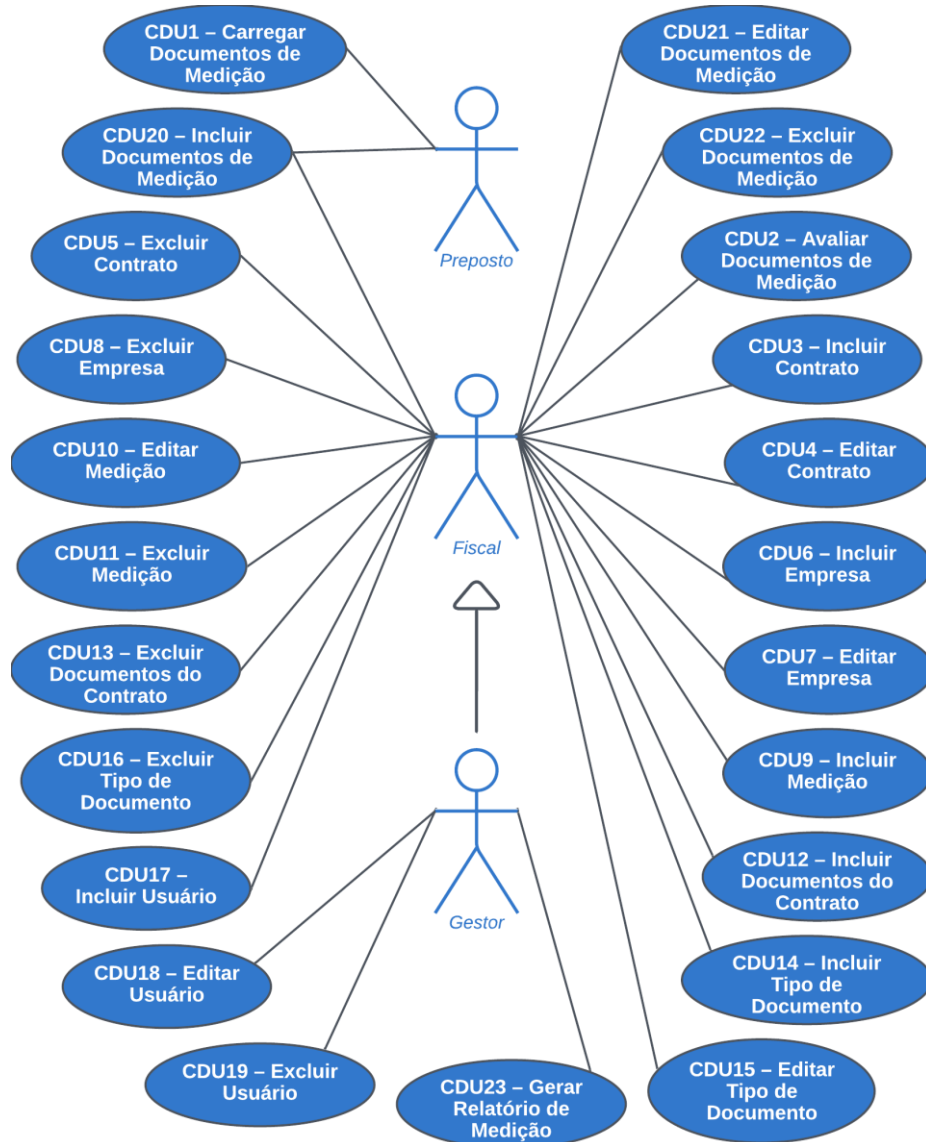 CDU1 – Carregar
Documentos de
Medição
CDU21 – Editar
Documentos de
Medição
CDU20 – Incluir
Documentos de
Medição
CDU22 – Excluir
Documentos de
Medição
Preposto
CDU5 – Excluir
Contrato
CDU2 – Avaliar
Documentos de
Medição
CDU8 – Excluir
Empresa
CDU3 – Incluir
Contrato
CDU10 – Editar
Medição
CDU4 – Editar
Contrato
Fiscal
CDU11 – Excluir
Medição
CDU6 – Incluir
Empresa
CDU13 – Excluir
Documentos do
Contrato
CDU7 – Editar
Empresa
CDU16 – Excluir
Tipo de
Documento
CDU9 – Incluir
Medição
CDU17 –
Incluir Usuário
CDU12 – Incluir
Documentos do
Contrato
Gestor
CDU18 – Editar
Usuário
CDU14 – Incluir
Tipo de
Documento
CDU19 – Excluir
Usuário
CDU23 – Gerar
Relatório de
Medição
CDU15 – Editar
Tipo de
Documento